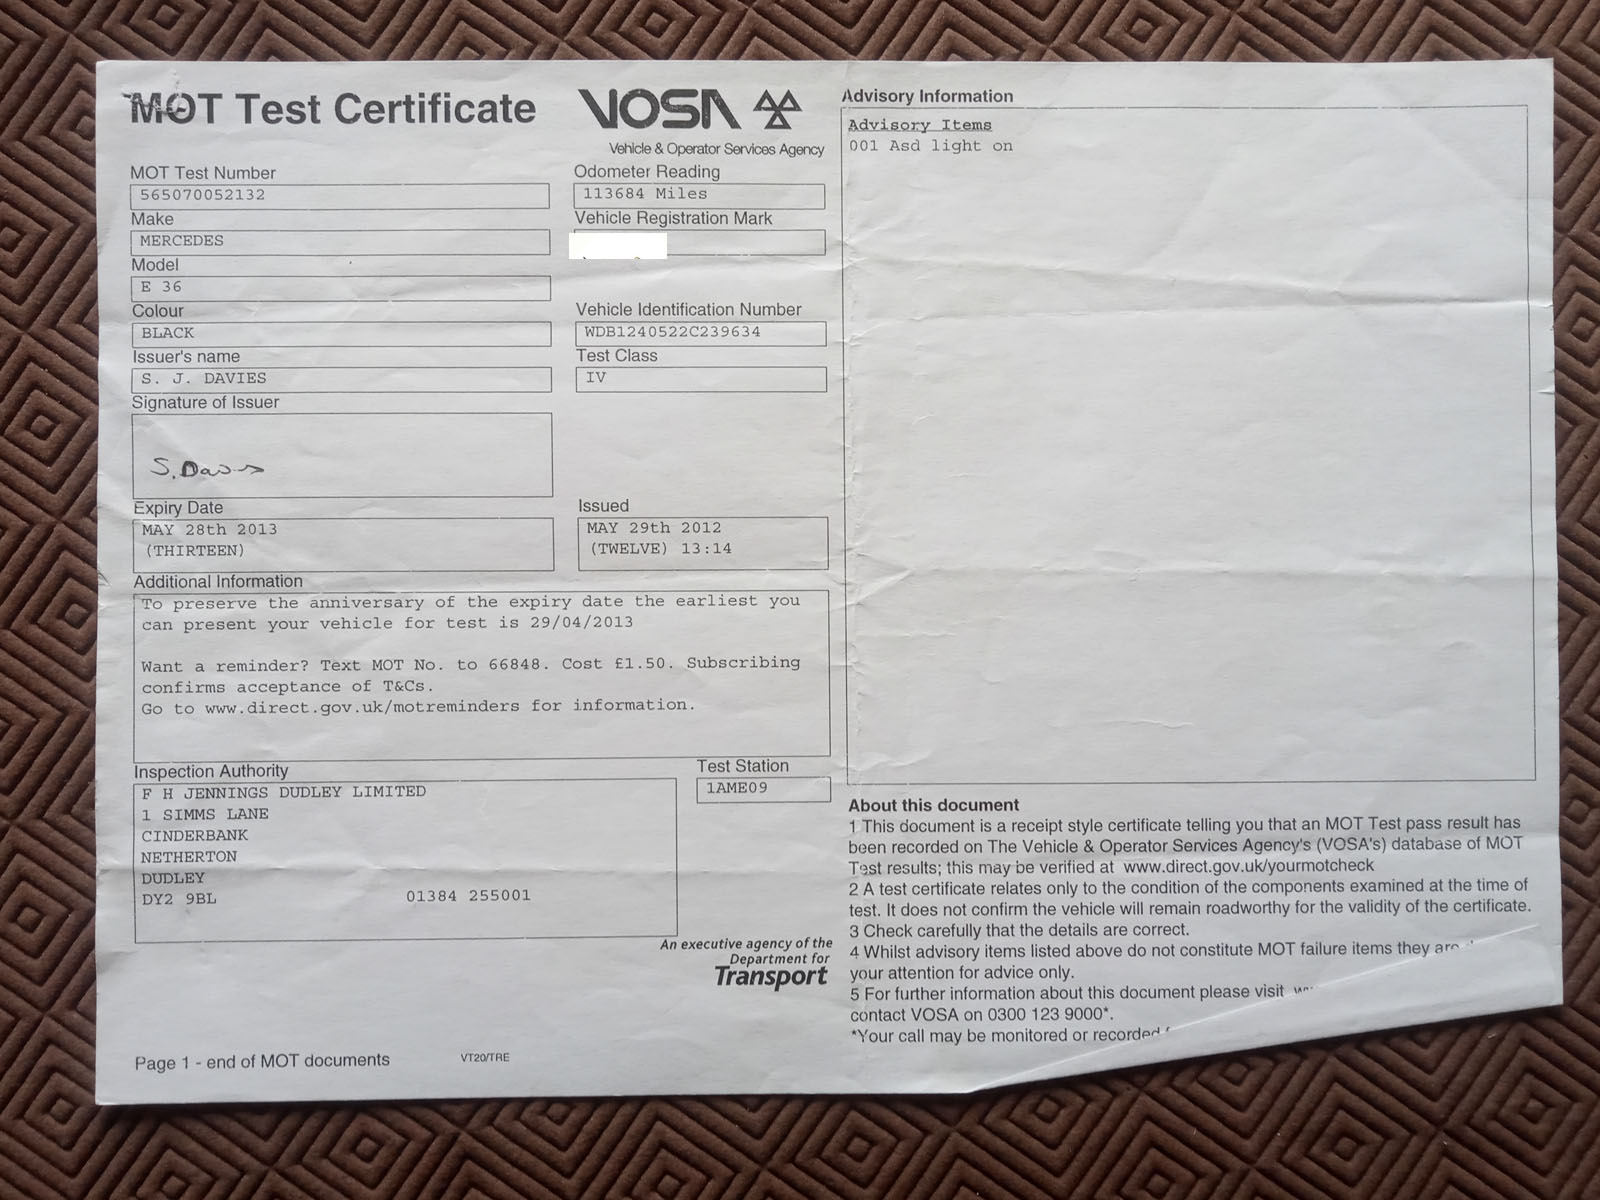 MOT Test Certificate
VOSA
Vehicle & Operator Services Agency
MOT Test Number
565070052132
Odometer Reading
113684 Miles
Make
MERCEDES
Vehicle Registration Mark
Model
E 36
Colour
BLACK
Vehicle Identification Number
WDB1240522C239634
Issuer's name
S. J. DAVIES
Test Class
IV
Signature of Issuer
S.
Expiry Date
MAY 28th 2013
(THIRTEEN)
Issued
MAY 29th 2012
(TWELVE) 13:14
Additional Information
To preserve the anniversary of the expiry date the earliest you
can present your vehicle for test is 29/04/2013
Want a reminder? Text MOT No. to 66848. Cost £1.50. Subscribing
confirms acceptance of T&Cs.
Go to www.direct.gov.uk/motreminders for information.
Inspection Authority
F H JENNINGS DUDLEY LIMITED
1 SIMMS LANE
CINDERBANK
NETHERTON
DUDLEY
DY2 9BL 01384 255001
Test Station
1AME09
An executive agency of the
Department for
Transport
Page 1 - end of MOT documents
VT20/TRE
Advisory Information
Advisory Items
001 Asd light on
About this document
1 This document is a receipt style certificate telling you that an MOT Test pass result has
been recorded on The Vehicle & Operator Services Agency's (VOSA's) database of MOT
Test results; this may be verified at www.direct.gov.uk/yourmotcheck
2 A test certificate relates only to the condition of the components examined at the time of
test. It does not confirm the vehicle will remain roadworthy for the validity of the certificate.
3 Check carefully that the details are correct.
4 Whilst advisory items listed above do not constitute MOT failure items they are
your attention for advice only.
5 For further information about this document please visit
contact VOSA on 0300 123 9000*.
*Your call may be monitored or recorded